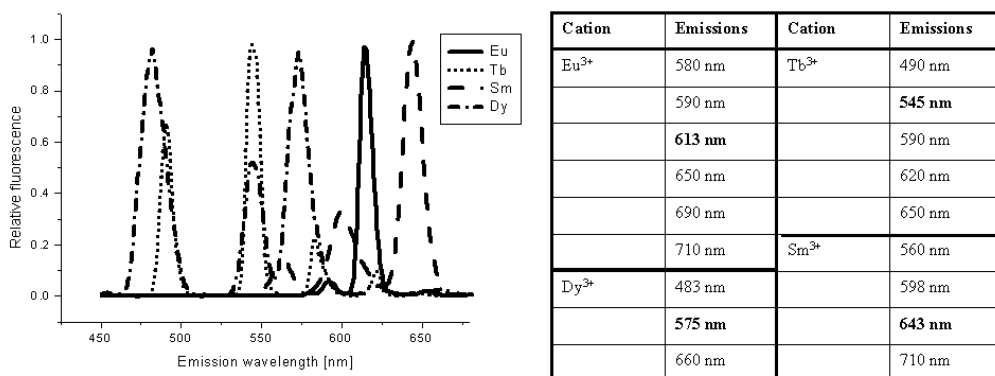 1.0
0.8
0.6
0.4
0.2
0.0
Relative fluorescence
450 500 550 600 650
Emission wavelength [nm]
Eu
Tb
Sm
Dy
Cation Emissions Cation Emissions
Eu3+ 580 nm Tb3+ 490 nm
590 nm 545 nm
613 nm 590 nm
650 nm 620 nm
690 nm 650 nm
710 nm Sm3+ 560 nm
Dy3+ 483 nm 598 nm
575 nm 643 nm
660 nm 710 nm